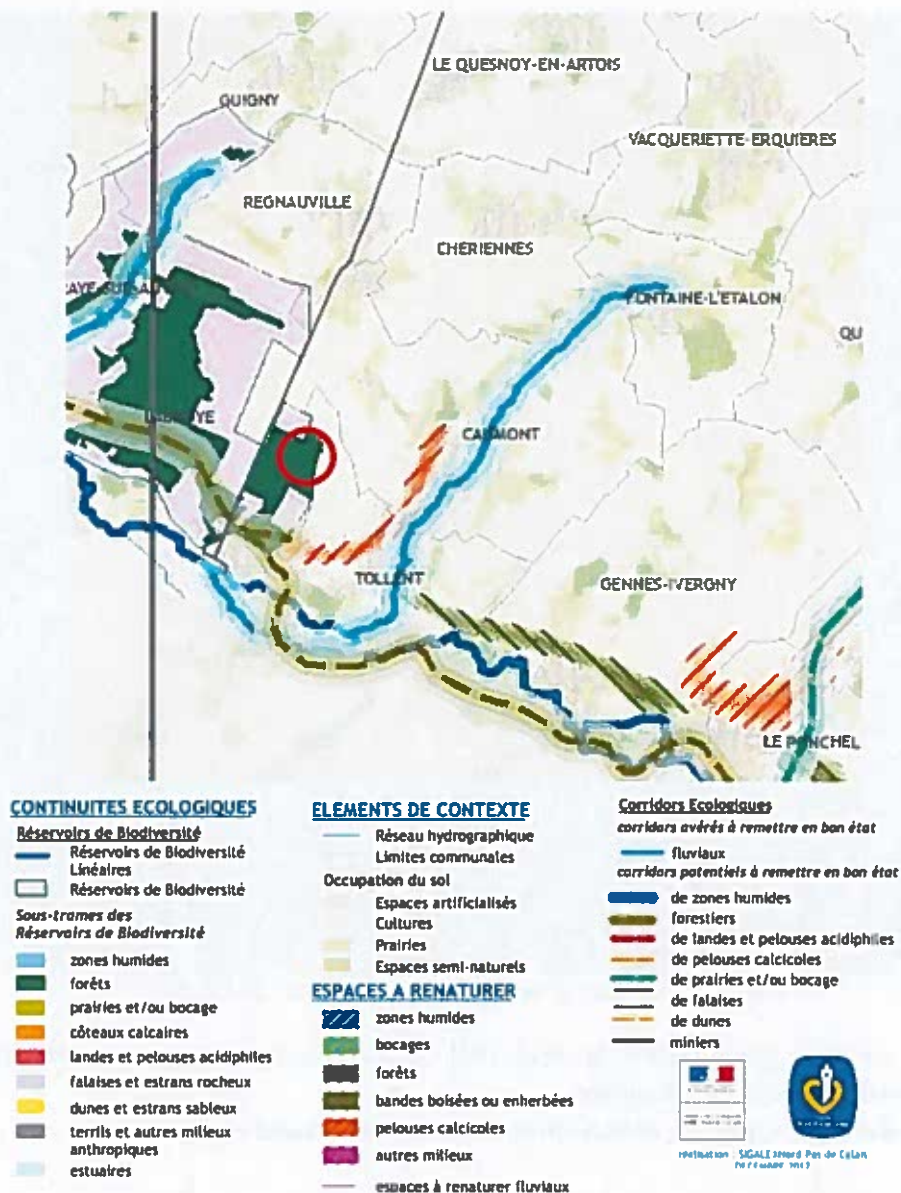 LE QUESNOY-EN-ARTOIS
GUIGNY
VACQUERIETTE-ERQUIERES
REGNAUVILLE
CHERIENNES
FONTAINE-L'ETALON
QU
CAUMONT
TOLLENT
GENNES-IVERGNY
LE PONCHEL
CONTINUITES ECOLOGIQUES
Réservoirs de Biodiversité
Réservoirs de Biodiversité
Linéaires
Réservoirs de Biodiversité
Sous-trames des
Réservoirs de Biodiversité
zones humides
forêts
prairies et/ou bocage
côteaux calcaires
landes et pelouses acidiphiles
falaises et estrans rocheux
dunes et estrans sableux
terrils et autres milieux
anthropiques
estuaires
ELEMENTS DE CONTEXTE
Réseau hydrographique
Limites communales
Occupation du sol
Espaces artificialisés
Cultures
Prairies
Espaces semi-naturels
ESPACES A RENATURER
zones humides
bocages
forêts
bandes boisées ou enherbées
pelouses calcicoles
autres milieux
espaces à renaturer fluviaux
Corridors Ecologiques
corridors avérés à remettre en bon état
fluviaux
corridors potentiels à remettre en bon état
de zones humides
forestiers
de landes et pelouses acidiphiles
de pelouses calcicoles
de prairies et/ou bocage
de falaises
de dunes
miniers
réalisation : SIGALE Nord Pas de Calais